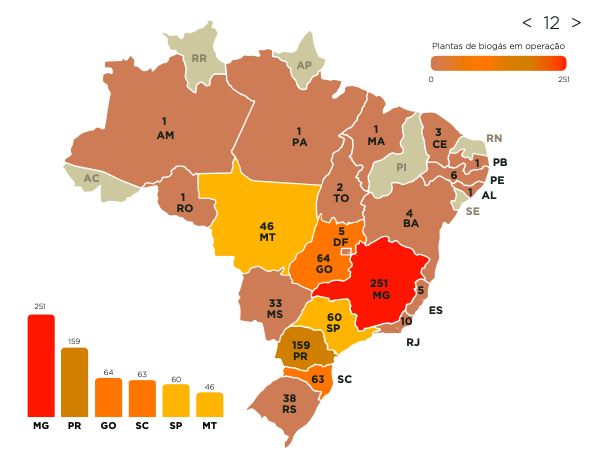 < 12 >
Plantas de biogás em operação
0 251
RR
AP
1
AM
1
PA
1
MA
3
CE
RN
1 PB
PI
6 PE
AC
1 AL
SE
1
RO
2
TO
4
BA
46
MT
5
DF
64
GO
251
MG
5
ES
33
MS
60
SP
10
RJ
159
PR
63 SC
38
RS
251
159
64
63
60
46
MG PR GO SC SP MT